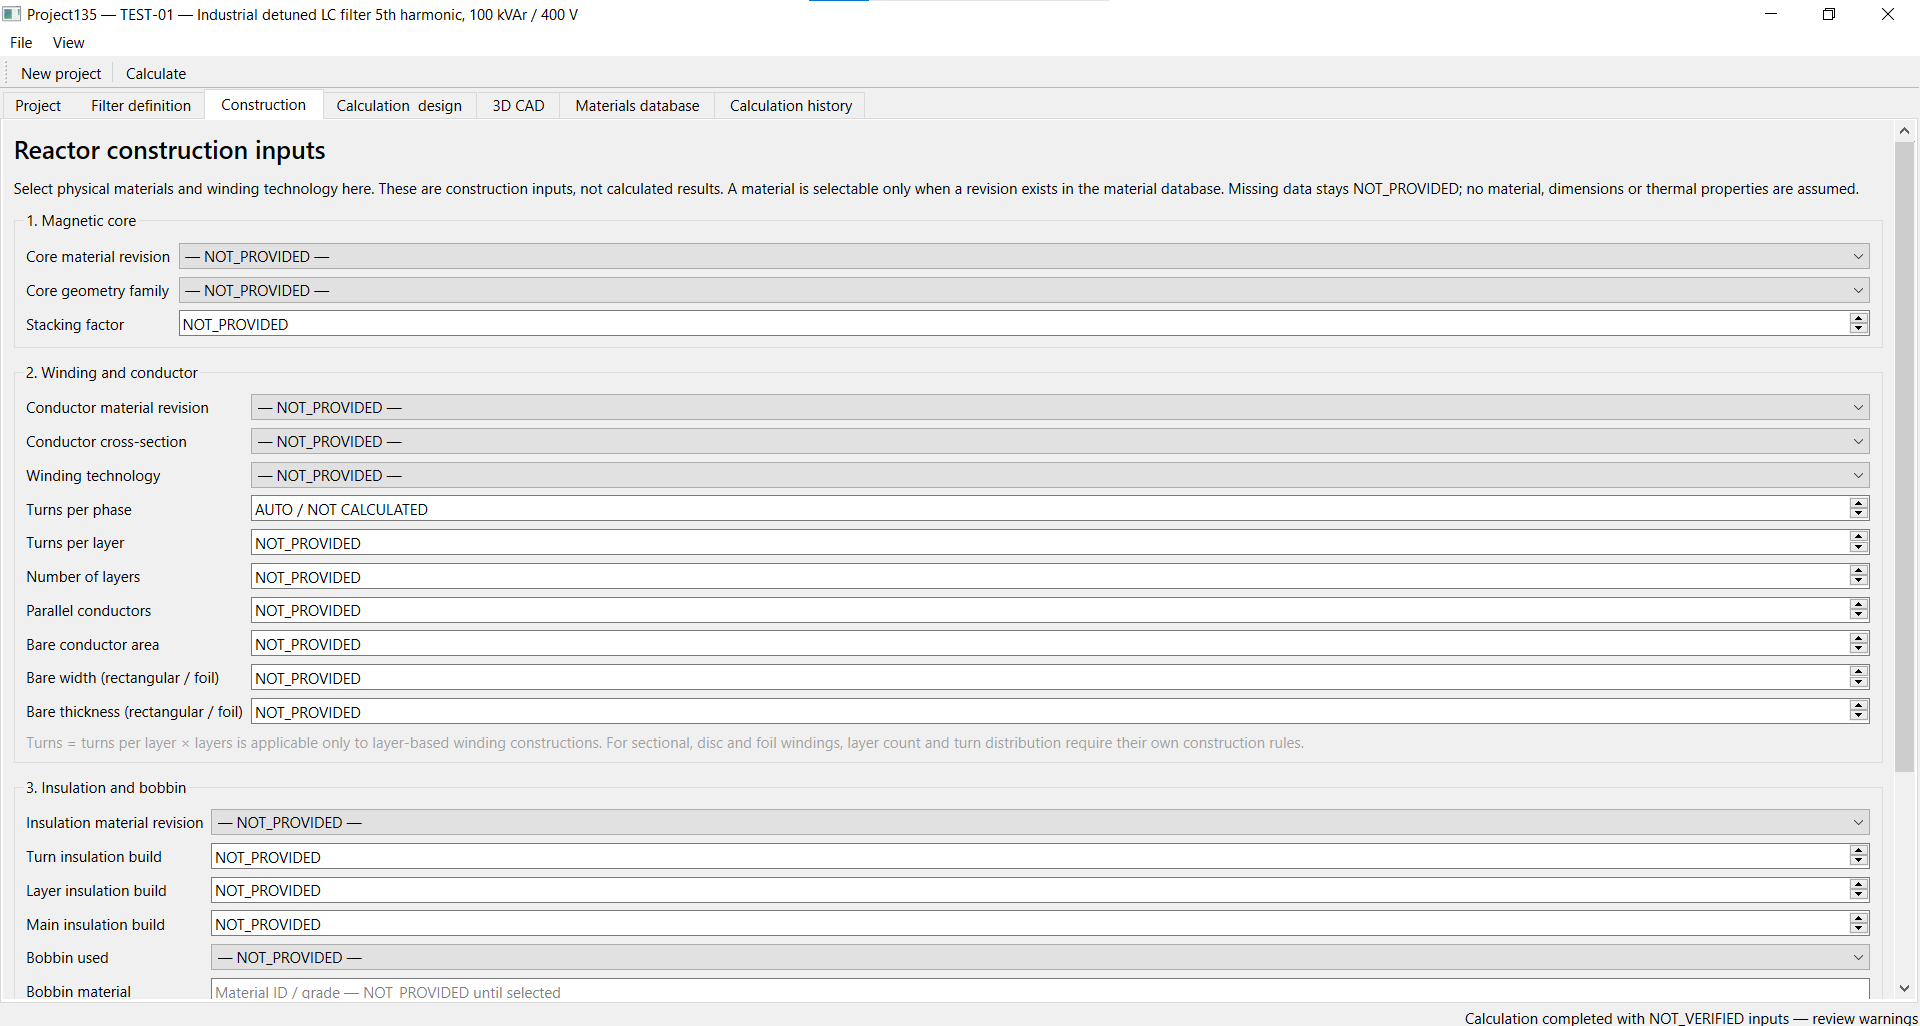 Project135 — TEST-01 — Industrial detuned LC filter 5th harmonic, 100 kVAr / 400 V
File View
New project Calculate
Project Filter definition Construction Calculation design 3D CAD Materials database Calculation history
Reactor construction inputs
Select physical materials and winding technology here. These are construction inputs, not calculated results. A material is selectable only when a revision exists in the material database. Missing data stays NOT_PROVIDED; no material, dimensions or thermal properties are assumed.
1. Magnetic core
Core material revision — NOT_PROVIDED —
Core geometry family — NOT_PROVIDED —
Stacking factor NOT_PROVIDED
2. Winding and conductor
Conductor material revision — NOT_PROVIDED —
Conductor cross-section — NOT_PROVIDED —
Winding technology — NOT_PROVIDED —
Turns per phase AUTO / NOT CALCULATED
Turns per layer NOT_PROVIDED
Number of layers NOT_PROVIDED
Parallel conductors NOT_PROVIDED
Bare conductor area NOT_PROVIDED
Bare width (rectangular / foil) NOT_PROVIDED
Bare thickness (rectangular / foil) NOT_PROVIDED
Turns = turns per layer × layers is applicable only to layer-based winding constructions. For sectional, disc and foil windings, layer count and turn distribution require their own construction rules.
3. Insulation and bobbin
Insulation material revision — NOT_PROVIDED —
Turn insulation build NOT_PROVIDED
Layer insulation build NOT_PROVIDED
Main insulation build NOT_PROVIDED
Bobbin used — NOT_PROVIDED —
Bobbin material Material ID / grade — NOT_PROVIDED until selected
Calculation completed with NOT_VERIFIED inputs — review warnings